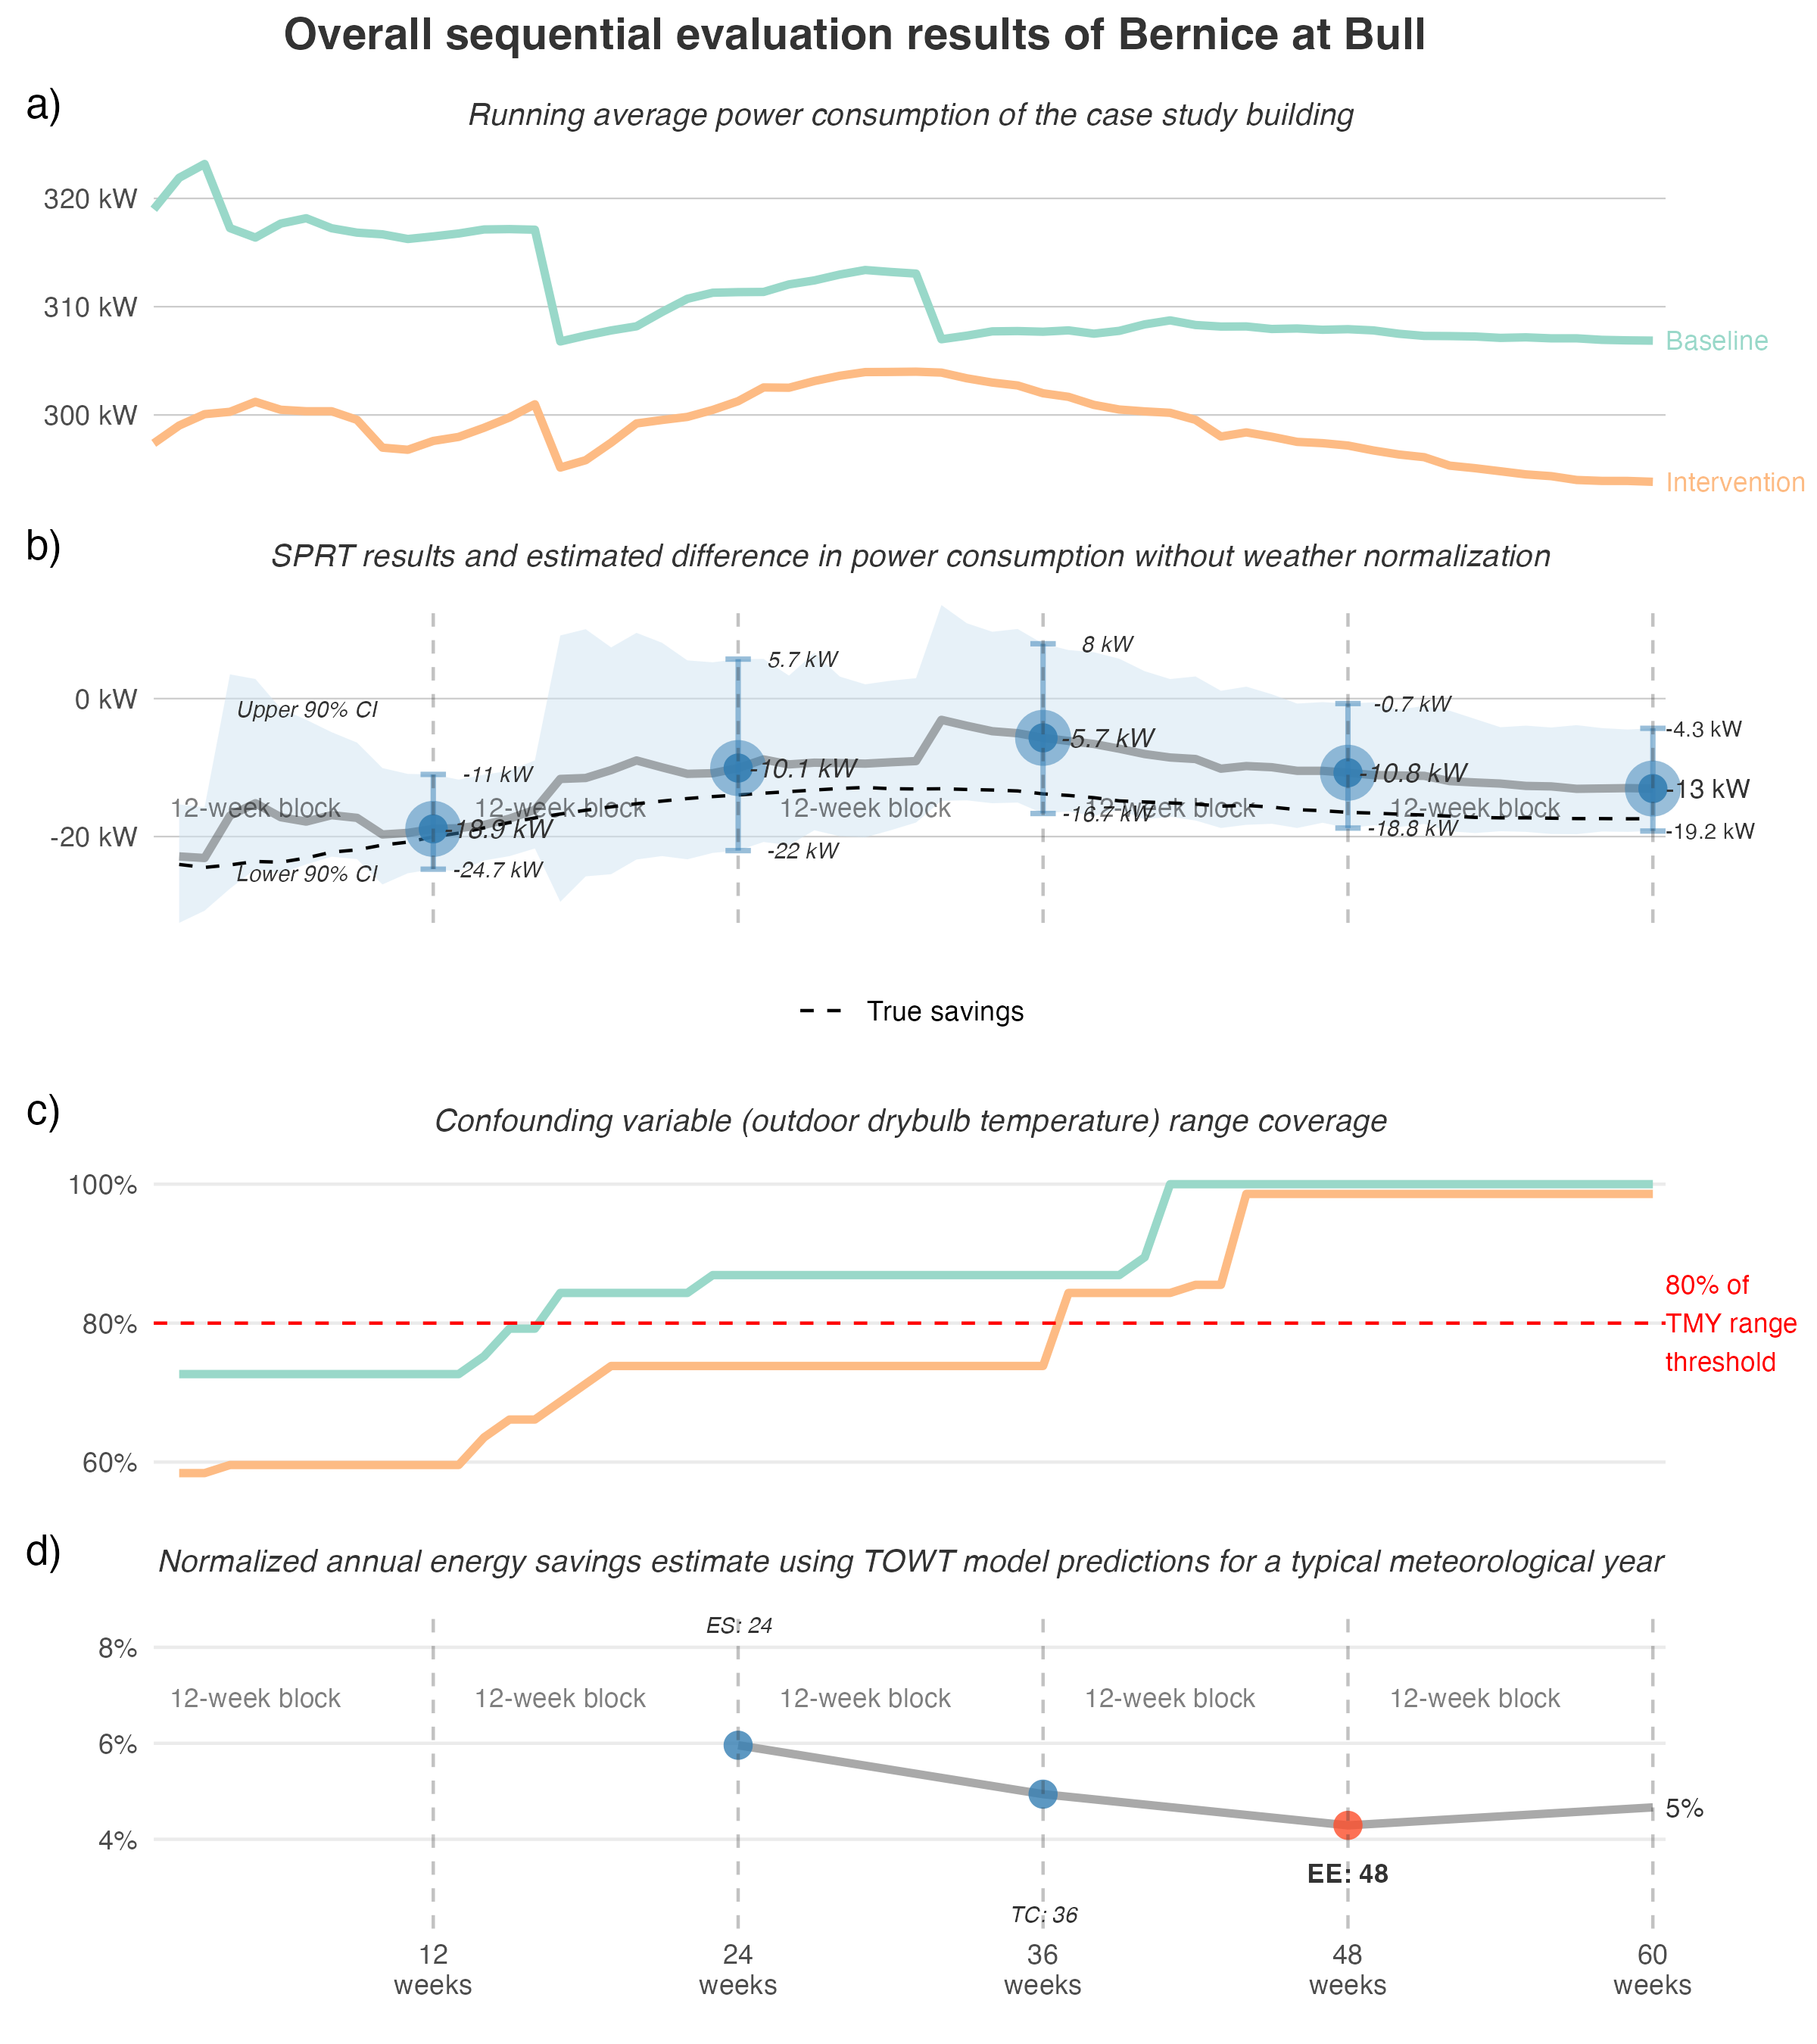 Overall sequential evaluation results of Bernice at Bull
a)
Running average power consumption of the case study building
320 kW
310 kW
300 kW
Baseline
Intervention
b)
SPRT results and estimated difference in power consumption without weather normalization
0 kW
-20 kW
Upper 90% CI
Lower 90% CI
12-week block
12-week block
12-week block
12-week block
12-week block
-11 kW
-18.9 kW
-24.7 kW
5.7 kW
-10.1 kW
-22 kW
8 kW
-5.7 kW
-16.7 kW
-0.7 kW
-10.8 kW
-18.8 kW
-4.3 kW
-13 kW
-19.2 kW
True savings
c)
Confounding variable (outdoor drybulb temperature) range coverage
100%
80%
60%
80% of
TMY range
threshold
d)
Normalized annual energy savings estimate using TOWT model predictions for a typical meteorological year
ES: 24
8%
12-week block
12-week block
12-week block
12-week block
12-week block
6%
4%
5%
EE: 48
TC: 36
12
weeks
24
weeks
36
weeks
48
weeks
60
weeks